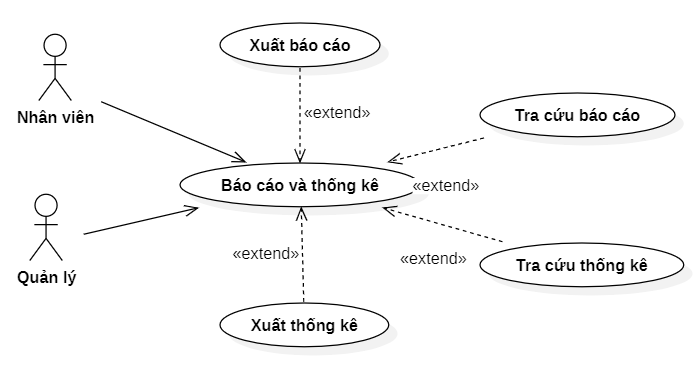 Xuất báo cáo
Nhân viên
«extend»
Tra cứu báo cáo
Báo cáo và thống kê
«extend»
Quản lý
«extend»
«extend»
Tra cứu thống kê
Xuất thống kê